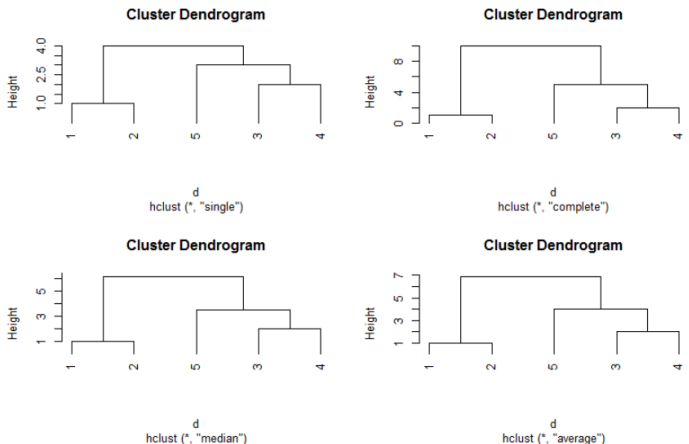 Cluster Dendrogram
Height
4.0
2.5
1.0
1 2 5 3 4
d
hclust (*, "single")
Cluster Dendrogram
Height
8
4
0
1 2 5 3 4
d
hclust (*, "complete")
Cluster Dendrogram
Height
5
3
1
1 2 5 3 4
d
hclust (*, "median")
Cluster Dendrogram
Height
7
5
3
1
1 2 5 3 4
d
hclust (*, "average")